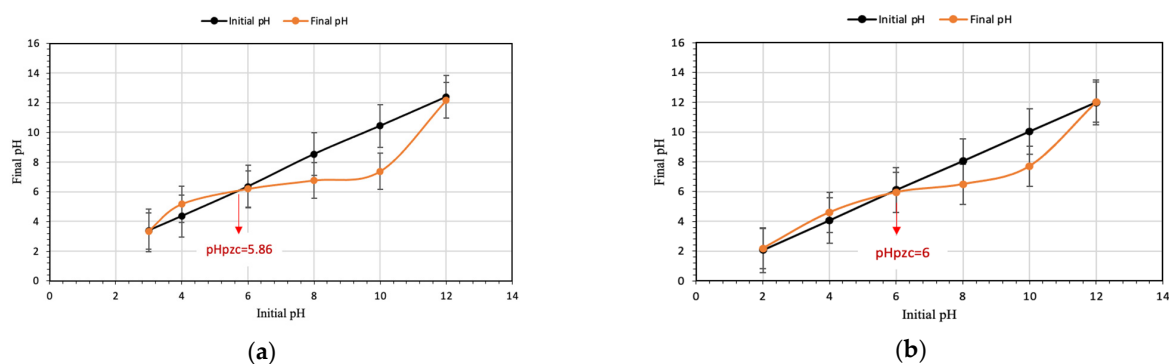 Initial pH Final pH
16
14
12
10
8
6
4
2
0
Final pH
pHpzc=5.86
0 2 4 6 8 10 12 14
Initial pH
(a)
Initial pH Final pH
16
14
12
10
8
6
4
2
0
Final pH
pHpzc=6
0 2 4 6 8 10 12 14
Initial pH
(b)